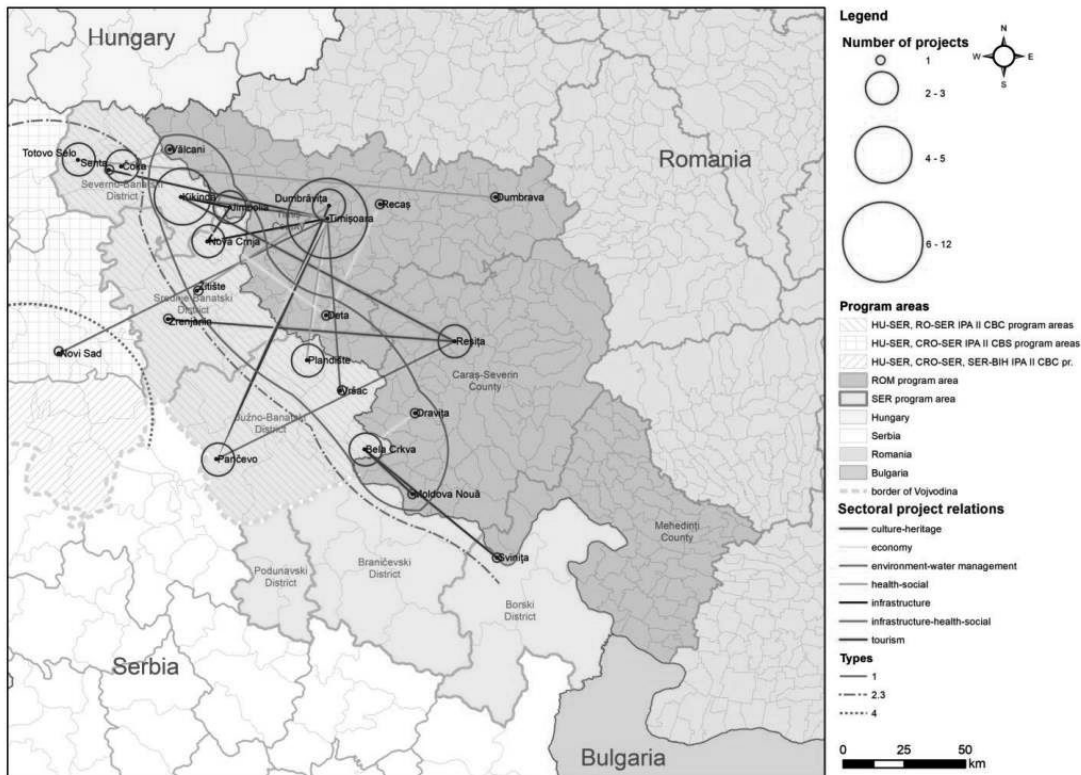 Hungary
Romania
Totovo Selo
Senta
Čoka
Vălcani
Severno-Banatski
District
Kikinda
Jimbolia
Dumbrăvița
Timișoara
Recaș
Dumbrava
Nova Crnja
Žitište
Srednje-Banatski
District
Zrenjanin
Deta
Novi Sad
Reșița
Plandište
Vršac
Caraș-Severin
County
Oravița
Južno-Banatski
District
Bela Crkva
Pančevo
Moldova Nouă
Mehedinți
County
Svinița
Braničevski
District
Podunavski
District
Borski
District
Serbia
Bulgaria
Legend
Number of projects
N
W
E
S
1
2 - 3
4 - 5
6 - 12
Program areas
HU-SER, RO-SER IPA II CBC program areas
HU-SER, CRO-SER IPA II CBS program areas
HU-SER, CRO-SER, SER-BIH IPA II CBC pr.
ROM program area
SER program area
Hungary
Serbia
Romania
Bulgaria
border of Vojvodina
Sectoral project relations
culture-heritage
economy
environment-water management
health-social
infrastructure
infrastructure-health-social
tourism
Types
1
2.3
4
0 25 50
km